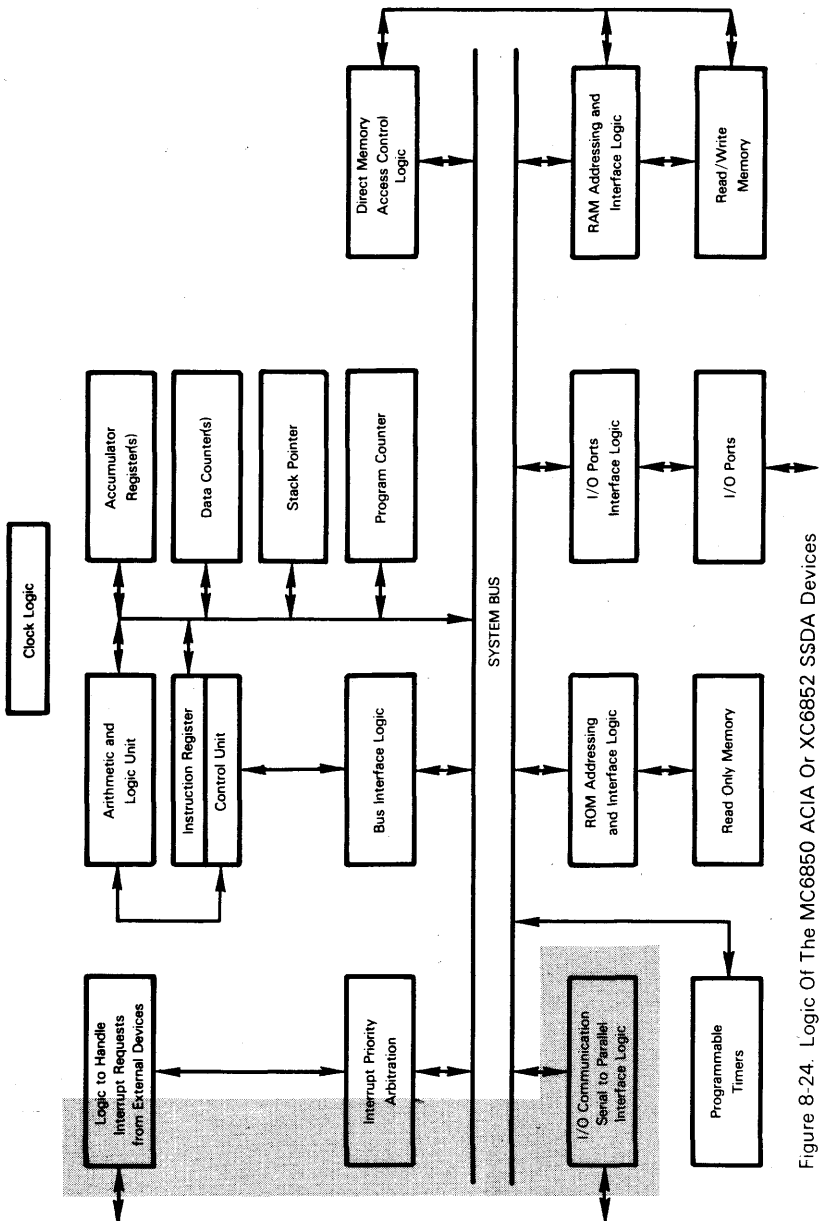 Clock Logic
Logic to Handle
Interrupt Requests
from External Devices
Arithmetic and
Logic Unit
Accumulator
Register(s)
Instruction Register
Control Unit
Data Counter(s)
Stack Pointer
Interrupt Priority
Arbitration
Bus Interface Logic
Program Counter
Direct Memory
Access Control
Logic
SYSTEM BUS
I/O Communication
Serial to Parallel
Interface Logic
ROM Addressing
and Interface Logic
I/O Ports
Interface Logic
RAM Addressing and
Interface Logic
Programmable
Timers
Read Only Memory
I/O Ports
Read/Write
Memory
Figure 8-24. Logic Of The MC6850 ACIA Or XC6852 SSDA Devices